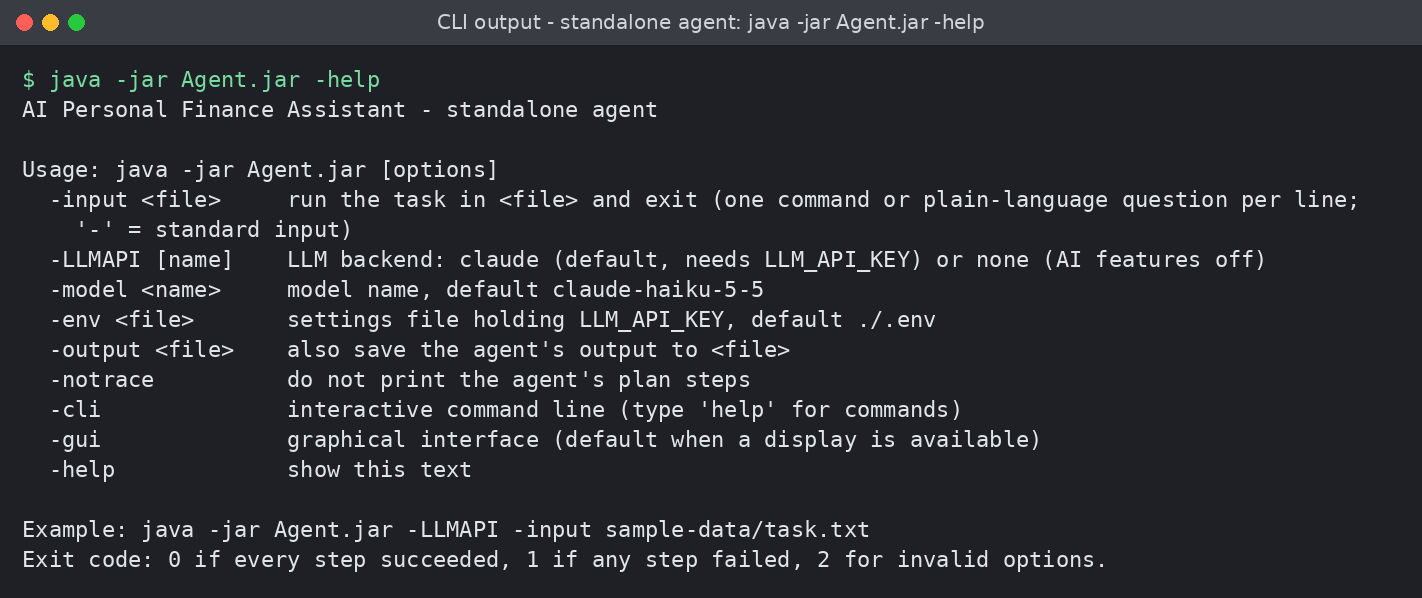 CLI output - standalone agent: java -jar Agent.jar -help
$ java -jar Agent.jar -help
AI Personal Finance Assistant - standalone agent
Usage: java -jar Agent.jar [options]
  -input <file>     run the task in <file> and exit (one command or plain-language question per line;
    '-' = standard input)
  -LLMAPI [name]    LLM backend: claude (default, needs LLM_API_KEY) or none (AI features off)
  -model <name>     model name, default claude-haiku-5-5
  -env <file>       settings file holding LLM_API_KEY, default ./.env
  -output <file>    also save the agent's output to <file>
  -notrace          do not print the agent's plan steps
  -cli              interactive command line (type 'help' for commands)
  -gui              graphical interface (default when a display is available)
  -help             show this text
Example: java -jar Agent.jar -LLMAPI -input sample-data/task.txt
Exit code: 0 if every step succeeded, 1 if any step failed, 2 for invalid options.